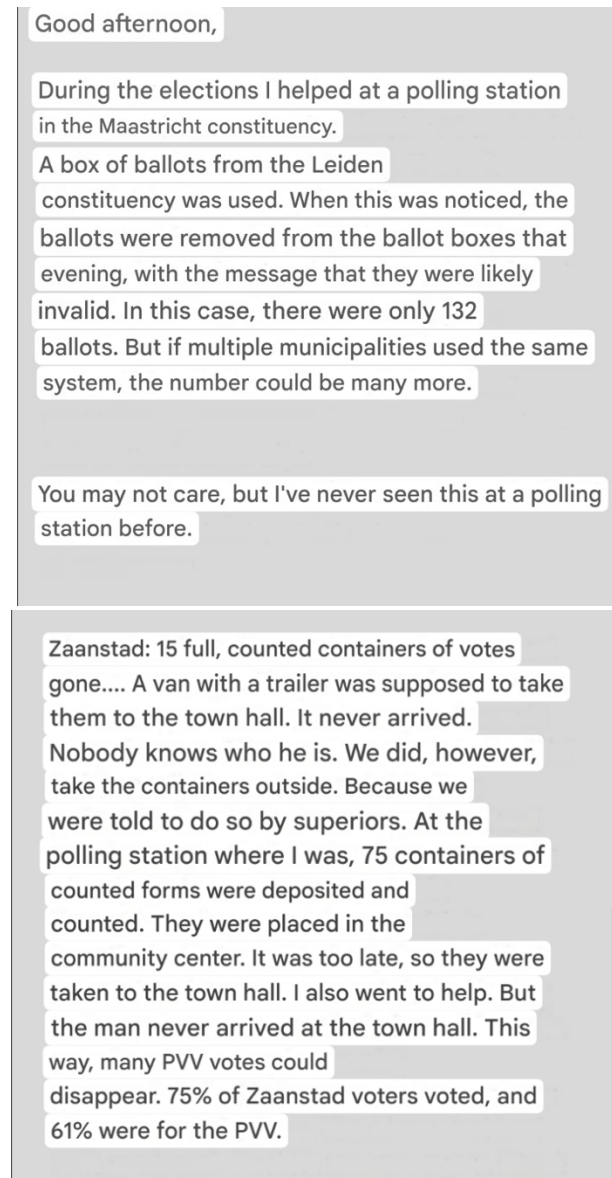 Good afternoon,
During the elections I helped at a polling station
in the Maastricht constituency.
A box of ballots from the Leiden
constituency was used. When this was noticed, the
ballots were removed from the ballot boxes that
evening, with the message that they were likely
invalid. In this case, there were only 132
ballots. But if multiple municipalities used the same
system, the number could be many more.
You may not care, but I've never seen this at a polling
station before.
Zaanstad: 15 full, counted containers of votes
gone.... A van with a trailer was supposed to take
them to the town hall. It never arrived.
Nobody knows who he is. We did, however,
take the containers outside. Because we
were told to do so by superiors. At the
polling station where I was, 75 containers of
counted forms were deposited and
counted. They were placed in the
community center. It was too late, so they were
taken to the town hall. I also went to help. But
the man never arrived at the town hall. This
way, many PVV votes could
disappear. 75% of Zaanstad voters voted, and
61% were for the PVV.